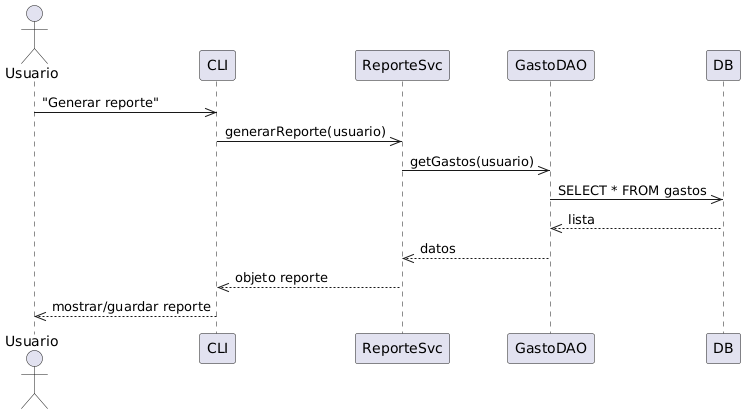 Usuario
CLI
ReporteSvc
GastoDAO
DB
"Generar reporte"
generarReporte(usuario)
getGastos(usuario)
SELECT * FROM gastos
lista
datos
objeto reporte
mostrar/guardar reporte
Usuario
CLI
ReporteSvc
GastoDAO
DB